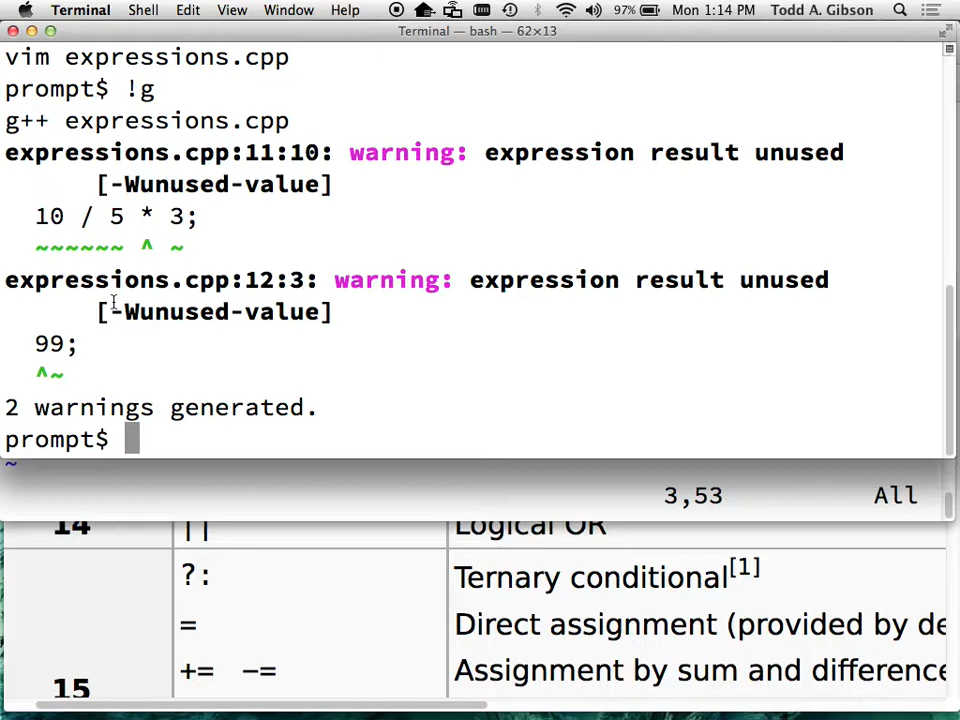 Terminal Shell Edit View Window Help 97% Mon 1:14 PM Todd A. Gibson
Terminal — bash — 62×13
vim expressions.cpp
prompt$ !g
g++ expressions.cpp
expressions.cpp:11:10: warning: expression result unused
[-Wunused-value]
10 / 5 * 3;
~~~~~~ ^ ~
expressions.cpp:12:3: warning: expression result unused
[-Wunused-value]
99;
^~
2 warnings generated.
prompt$
~
3,53 All
14 || Logical OR
?: Ternary conditional[1]
= Direct assignment (provided by de
+= −= Assignment by sum and difference
15